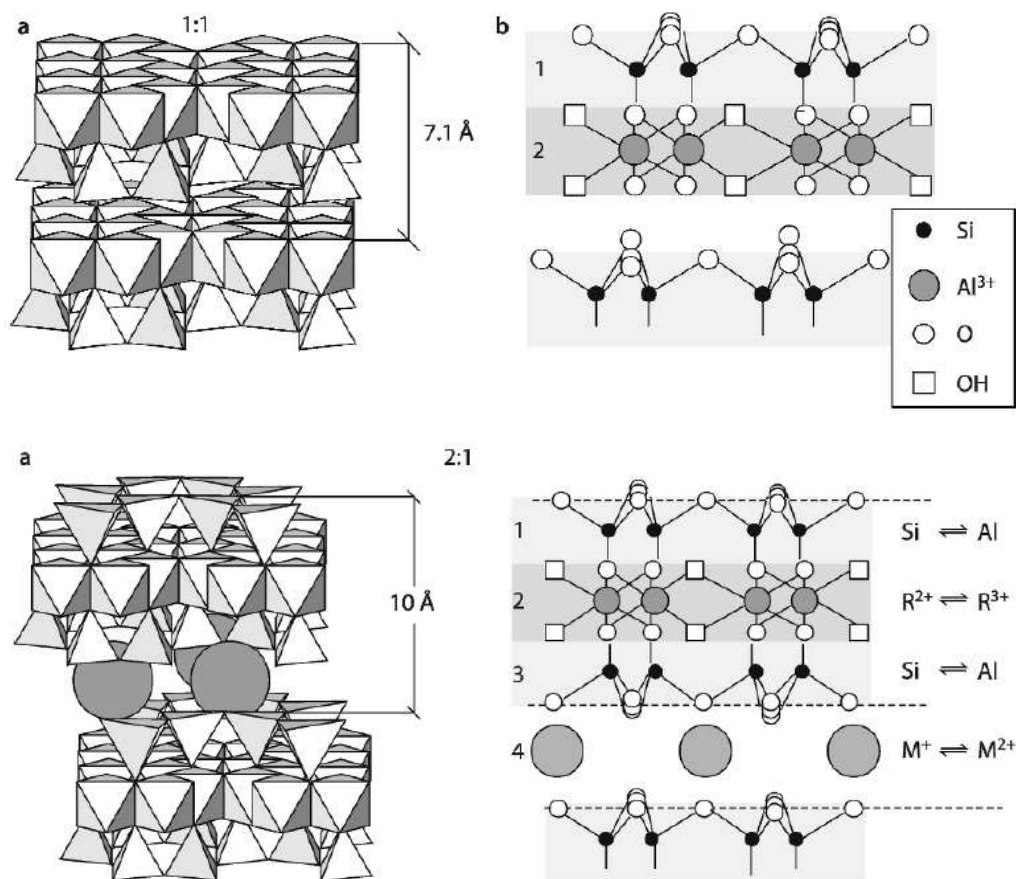 a
1:1
7.1 Å
b
1
2
Si
Al³⁺
O
OH
a
2:1
10 Å
1
Si ⇌ Al
2
R²⁺ ⇌ R³⁺
3
Si ⇌ Al
4
M⁺ ⇌ M²⁺